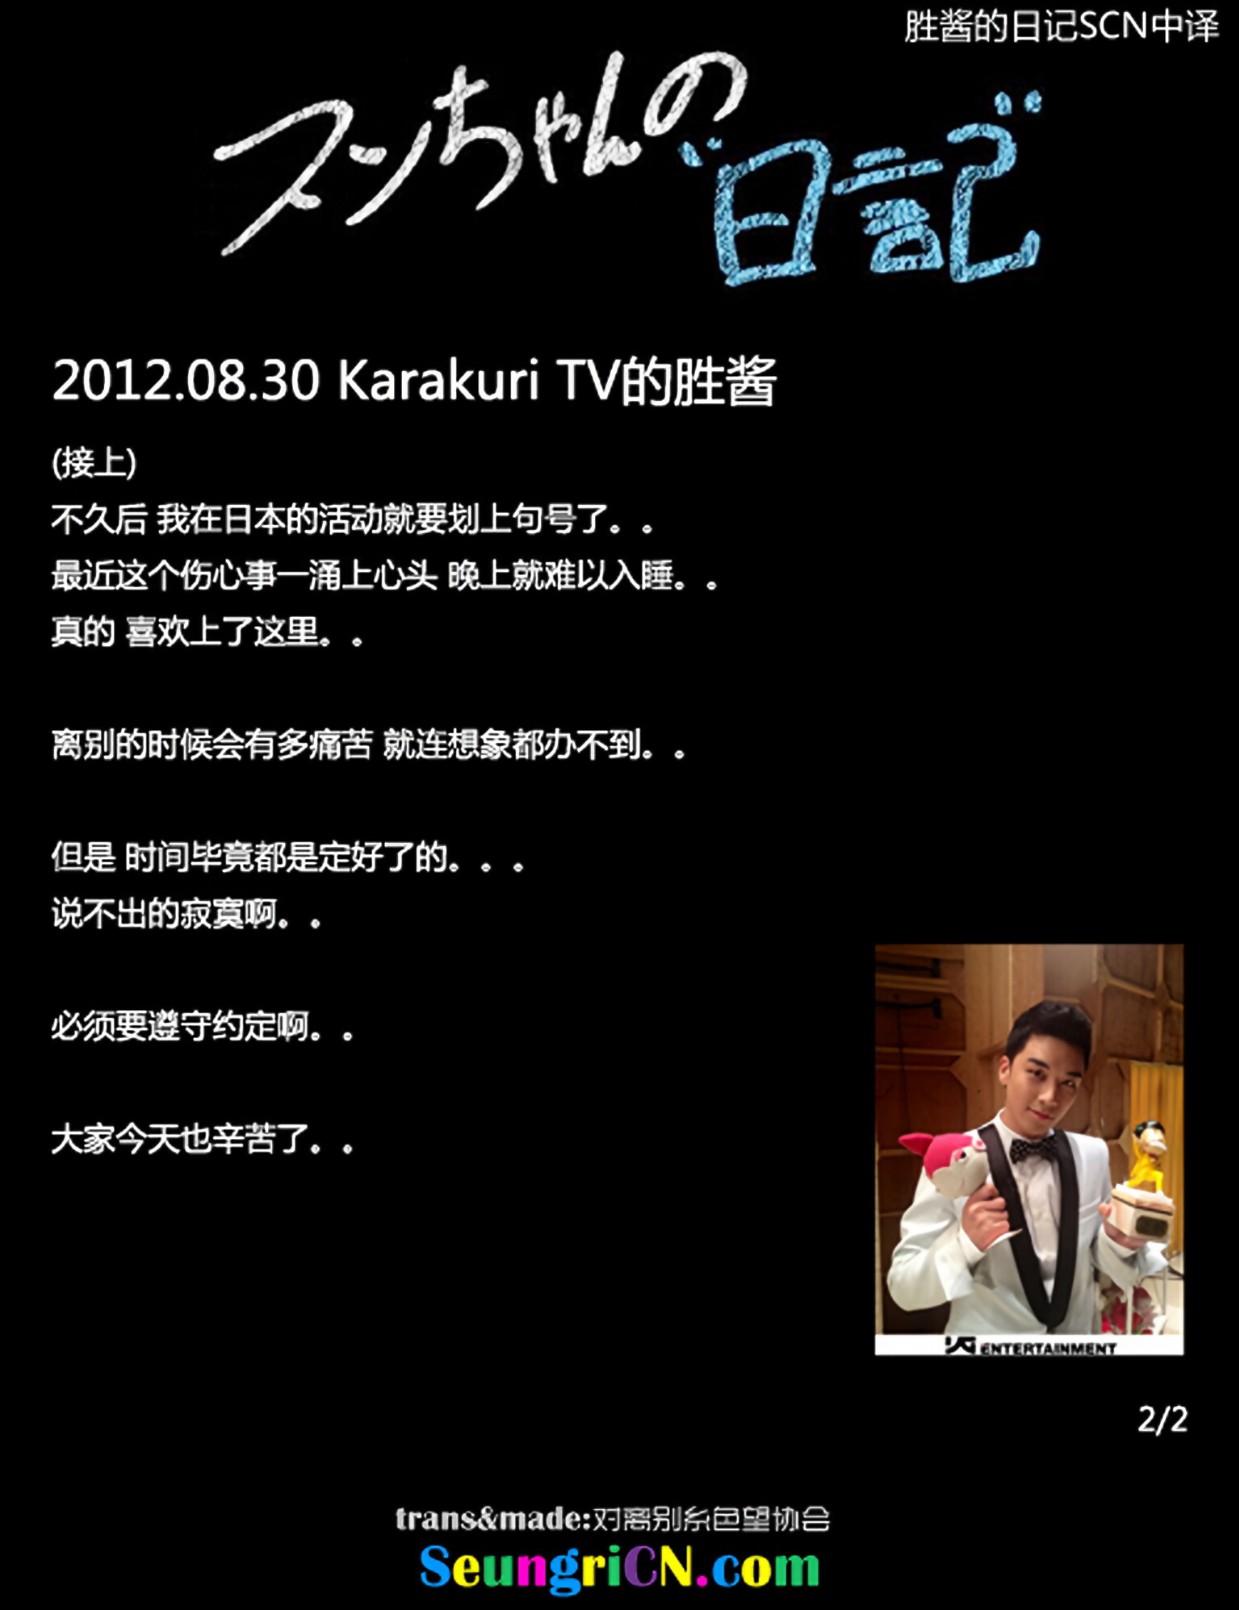 胜酱的日记SCN中译
スンちゃんの
"日記"
2012.08.30 Karakuri TV的胜酱
(接上)
不久后 我在日本的活动就要划上句号了。。
最近这个伤心事一涌上心头 晚上就难以入睡。。
真的 喜欢上了这里。。
离别的时候会有多痛苦 就连想象都办不到。。
但是 时间毕竟都是定好了的。。。
说不出的寂寞啊。。
必须要遵守约定啊。。
大家今天也辛苦了。。
YG ENTERTAINMENT
2/2
trans&made:对离别系色望协会
SeungriCN.com